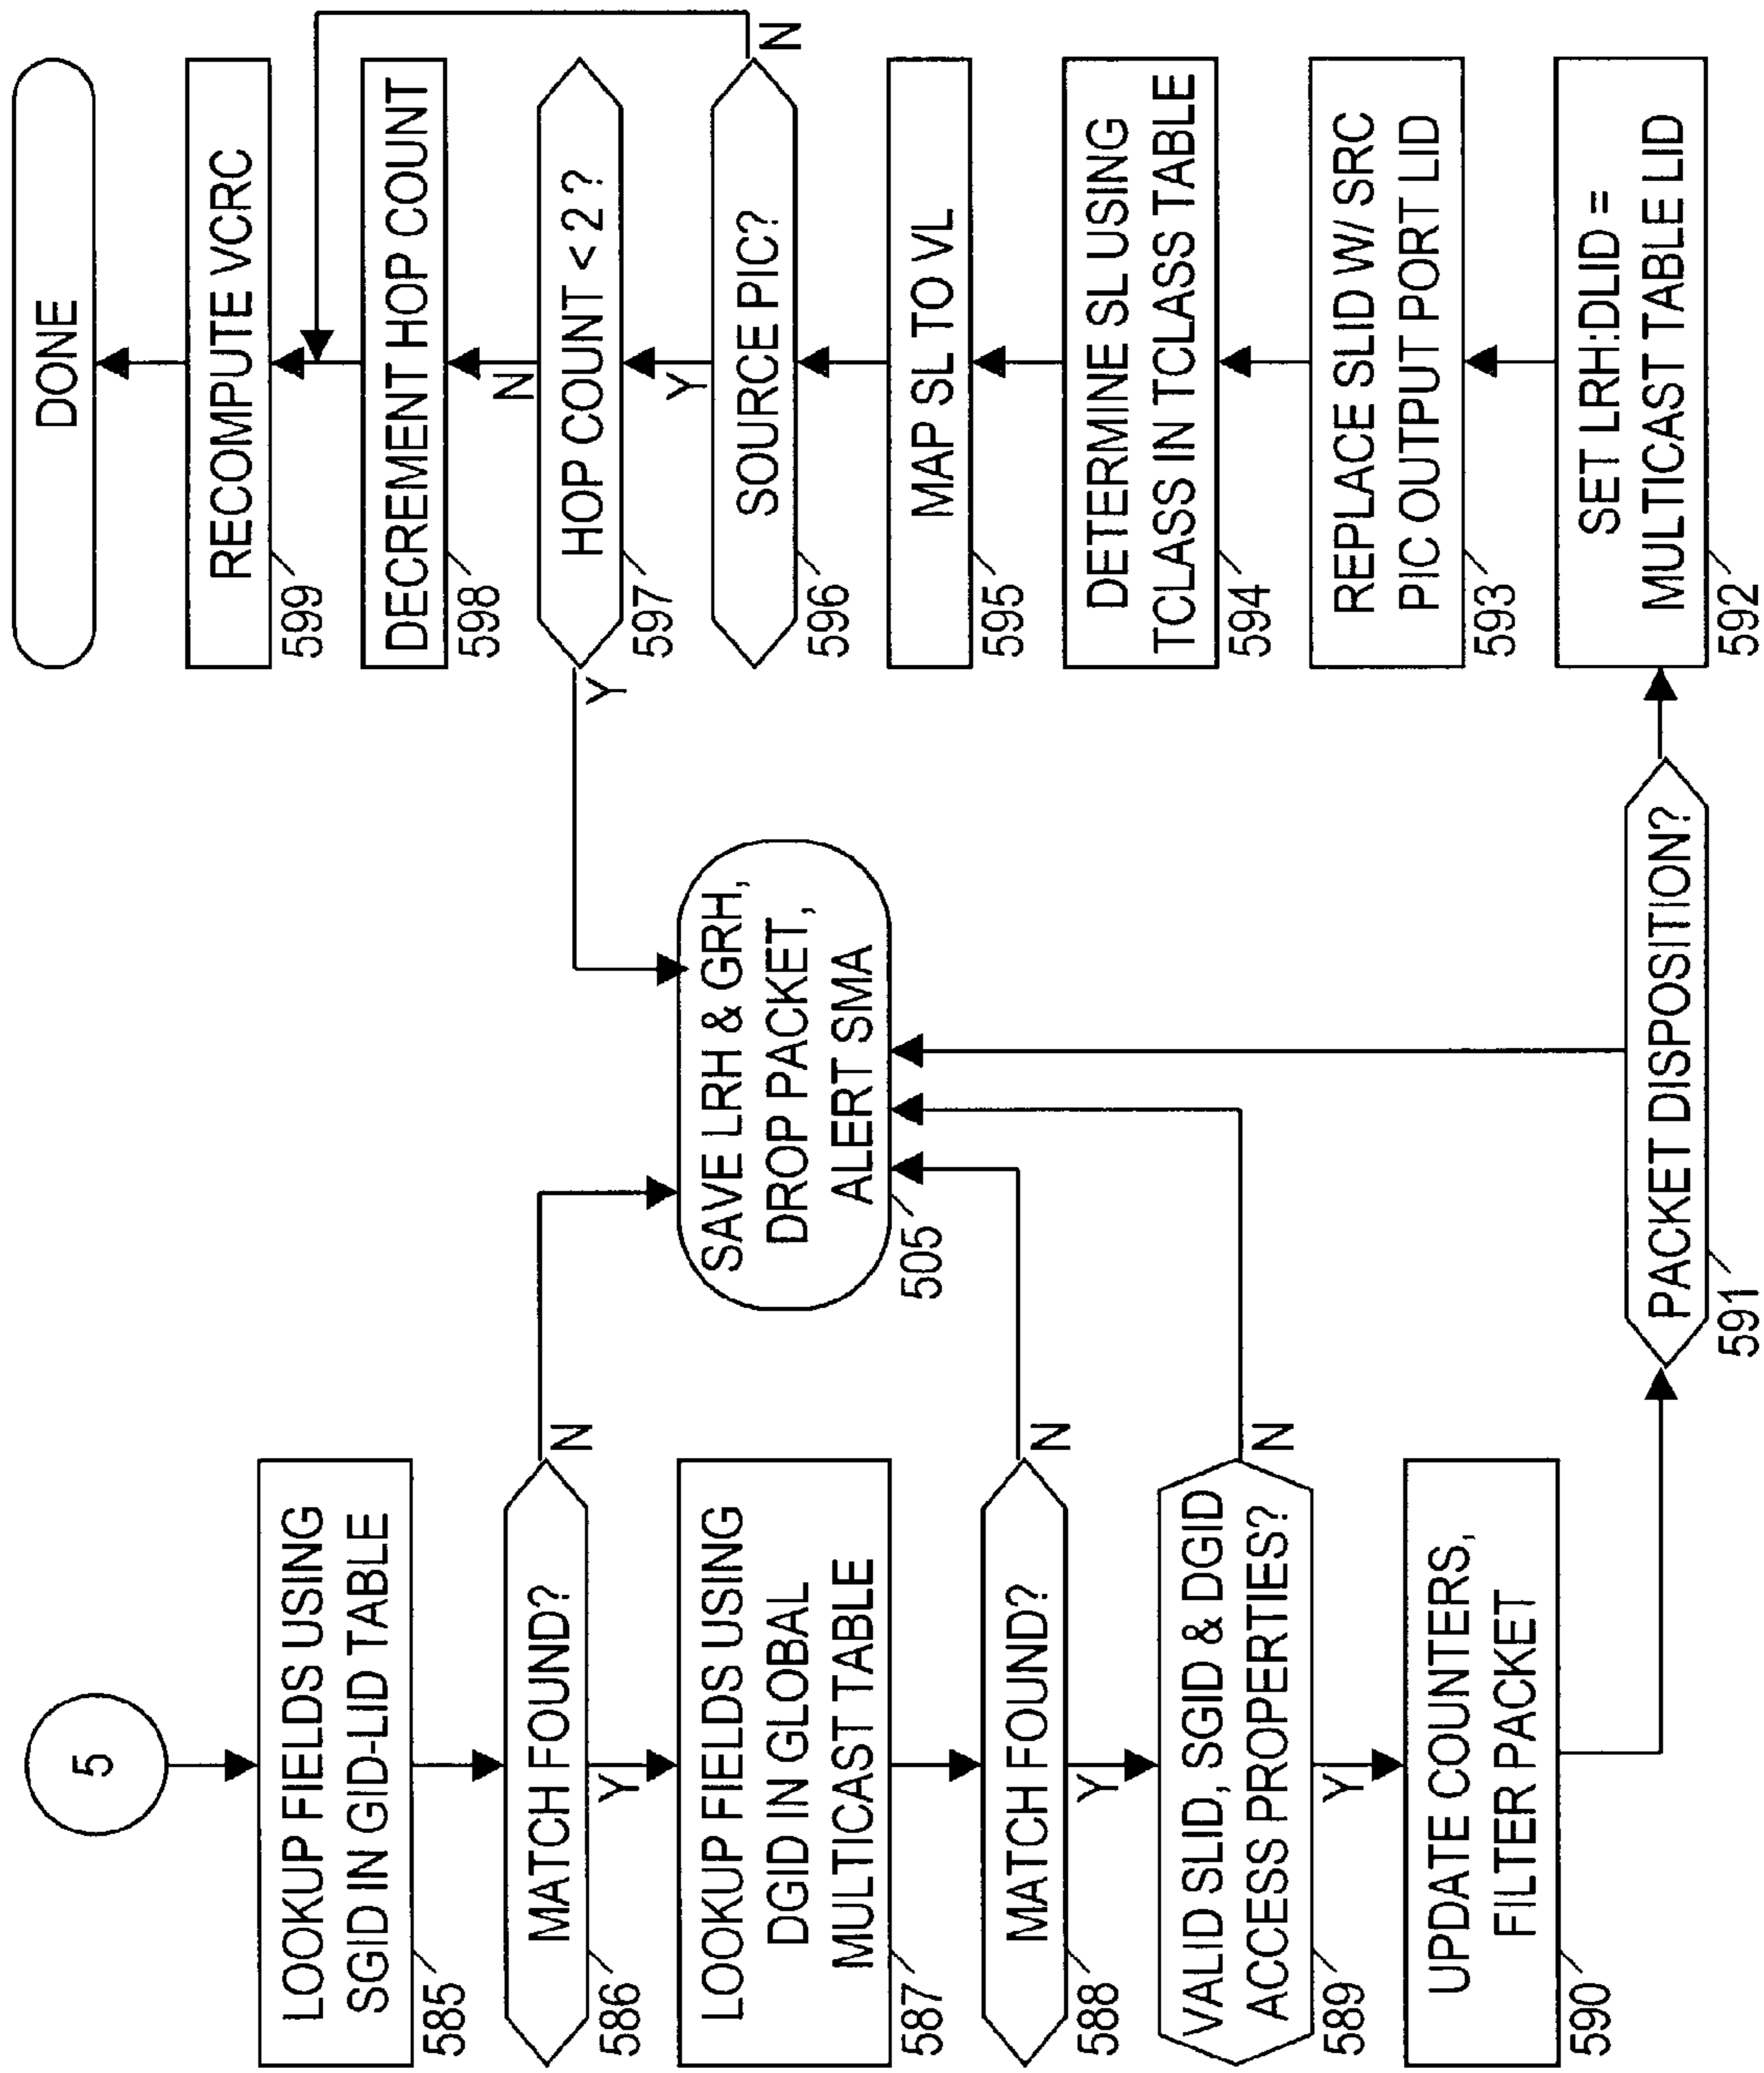 5
LOOKUP FIELDS USING
SGID IN GID-LID TABLE
585
MATCH FOUND?
586
N
Y
LOOKUP FIELDS USING
DGID IN GLOBAL
MULTICAST TABLE
587
MATCH FOUND?
588
N
Y
VALID SLID, SGID & DGID
ACCESS PROPERTIES?
589
N
Y
UPDATE COUNTERS,
FILTER PACKET
590
SAVE LRH & GRH,
DROP PACKET,
ALERT SMA
505
PACKET DISPOSITION?
591
SET LRH:DLID =
MULTICAST TABLE LID
592
REPLACE SLID W/ SRC
PIC OUTPUT PORT LID
593
DETERMINE SL USING
TCLASS IN TCLASS TABLE
594
MAP SL TO VL
595
SOURCE PIC?
596
N
Y
HOP COUNT < 2 ?
597
Y
N
DECREMENT HOP COUNT
598
RECOMPUTE VCRC
599
DONE